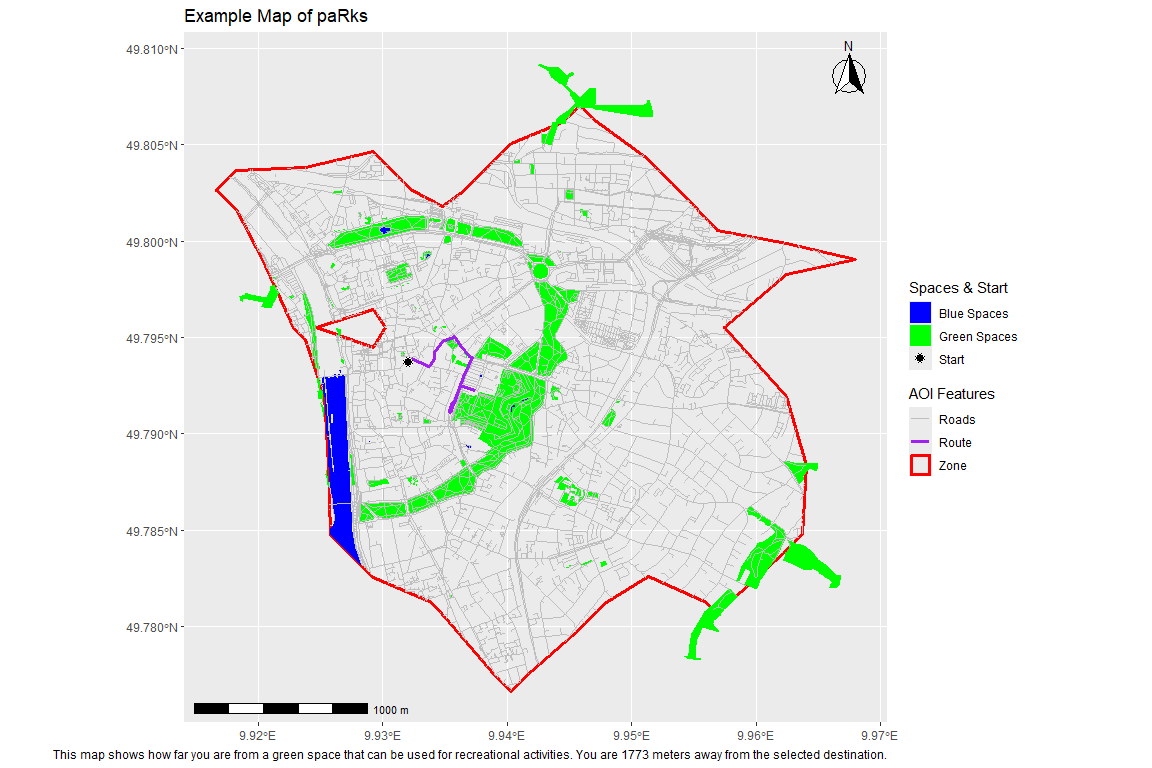 Example Map of paRks
N
49.810°N
49.805°N
49.800°N
49.795°N
49.790°N
49.785°N
49.780°N
1000 m
9.92°E
9.93°E
9.94°E
9.95°E
9.96°E
9.97°E
Spaces & Start
Blue Spaces
Green Spaces
Start
AOI Features
Roads
Route
Zone
This map shows how far you are from a green space that can be used for recreational activities. You are 1773 meters away from the selected destination.